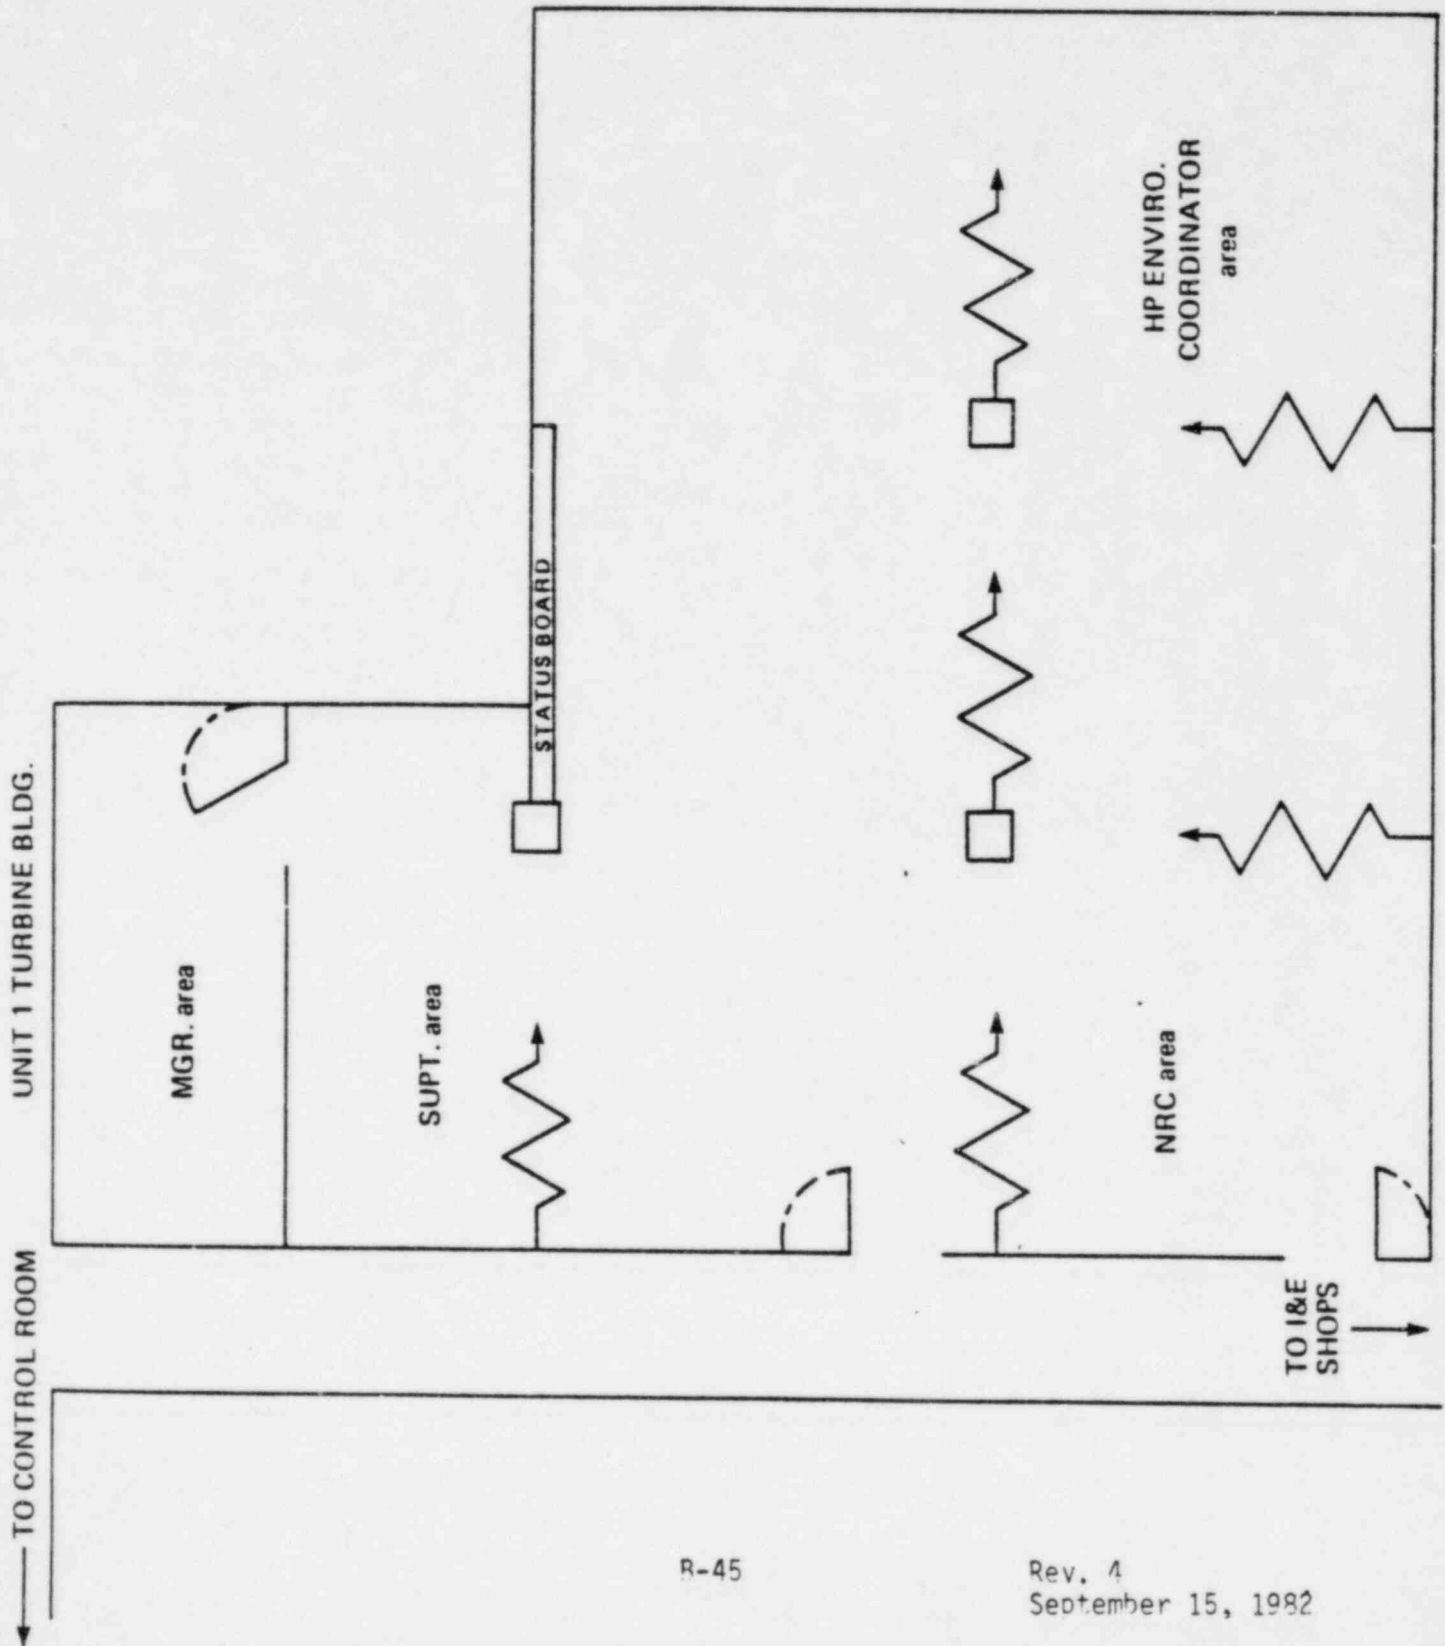 UNIT 1 TURBINE BLDG.
TO CONTROL ROOM
MGR. area
SUPT. area
STATUS BOARD
HP ENVIRO.
COORDINATOR
area
NRC area
TO I&E
SHOPS
B-45
Rev. 4
September 15, 1982